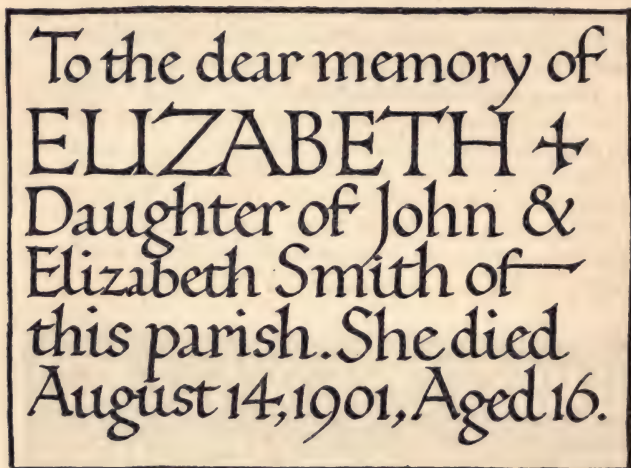 To the dear memory of
ELIZABETH +
Daughter of John &
Elizabeth Smith of
this parish. She died
August 14, 1901, Aged 16.